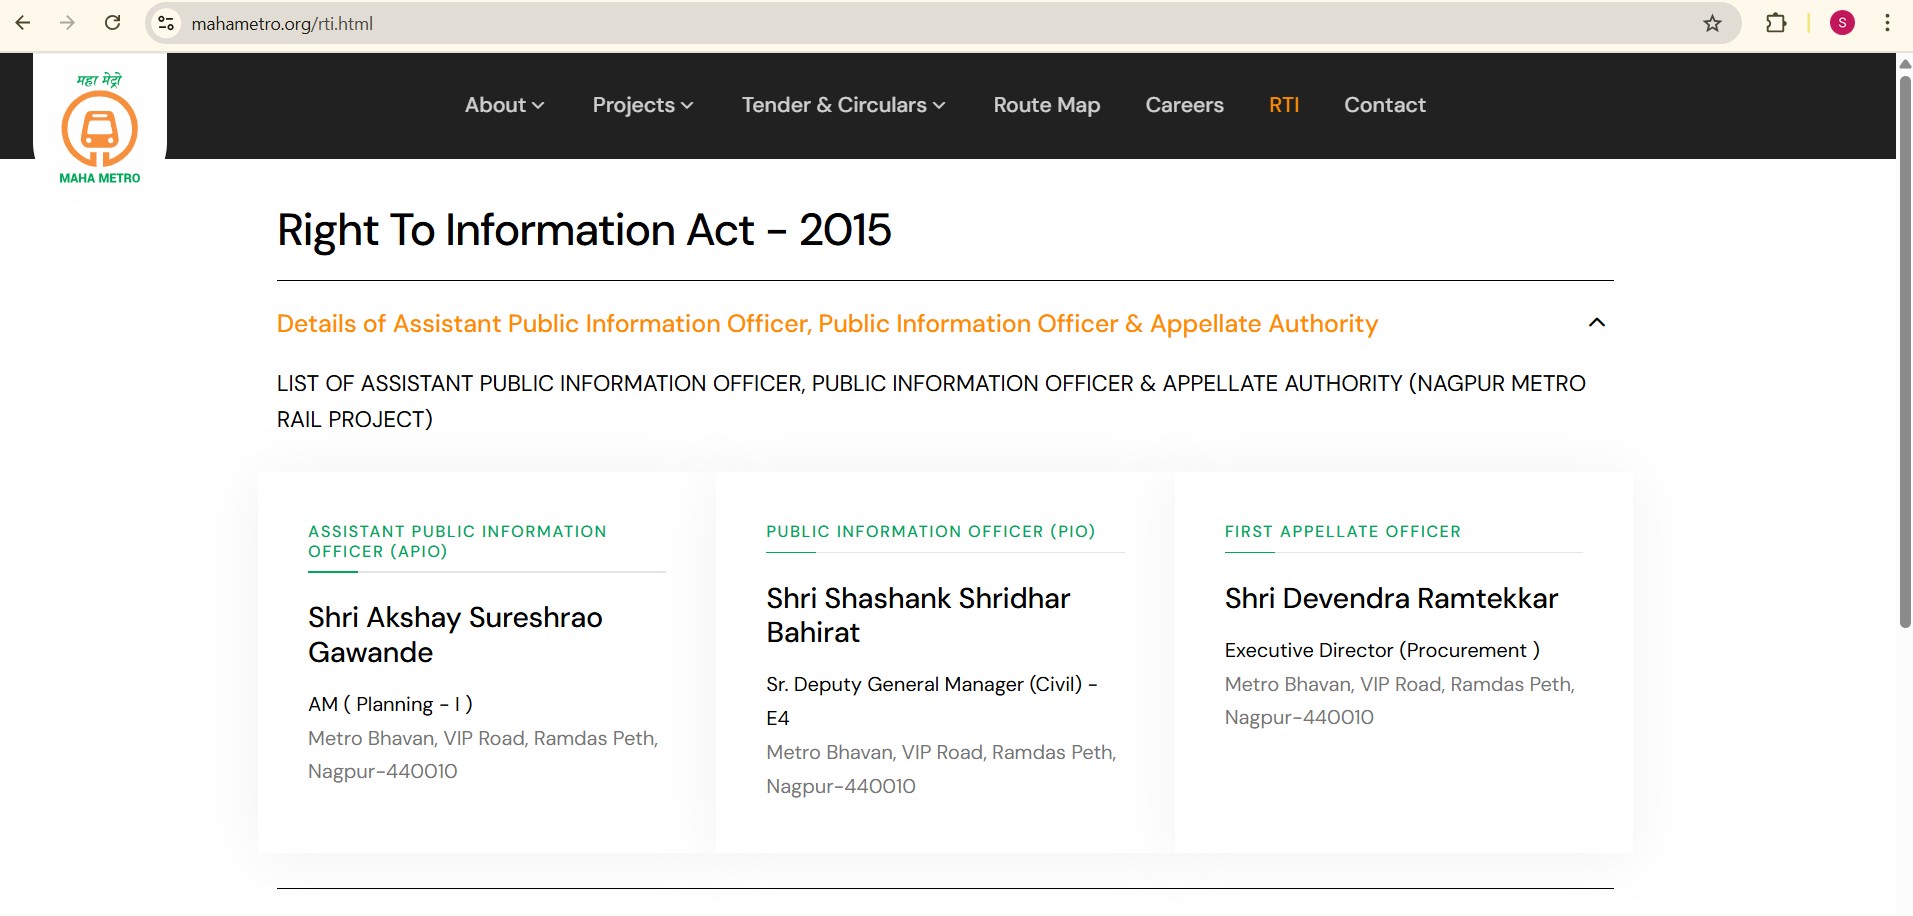 mahametro.org/rti.html
S
महा मेट्रो
MAHA METRO
About
Projects
Tender & Circulars
Route Map
Careers
RTI
Contact
Right To Information Act - 2015
Details of Assistant Public Information Officer, Public Information Officer & Appellate Authority
LIST OF ASSISTANT PUBLIC INFORMATION OFFICER, PUBLIC INFORMATION OFFICER & APPELLATE AUTHORITY (NAGPUR METRO
RAIL PROJECT)
ASSISTANT PUBLIC INFORMATION
OFFICER (APIO)
Shri Akshay Sureshrao
Gawande
AM ( Planning - I )
Metro Bhavan, VIP Road, Ramdas Peth,
Nagpur-440010
PUBLIC INFORMATION OFFICER (PIO)
Shri Shashank Shridhar
Bahirat
Sr. Deputy General Manager (Civil) -
E4
Metro Bhavan, VIP Road, Ramdas Peth,
Nagpur-440010
FIRST APPELLATE OFFICER
Shri Devendra Ramtekkar
Executive Director (Procurement )
Metro Bhavan, VIP Road, Ramdas Peth,
Nagpur-440010